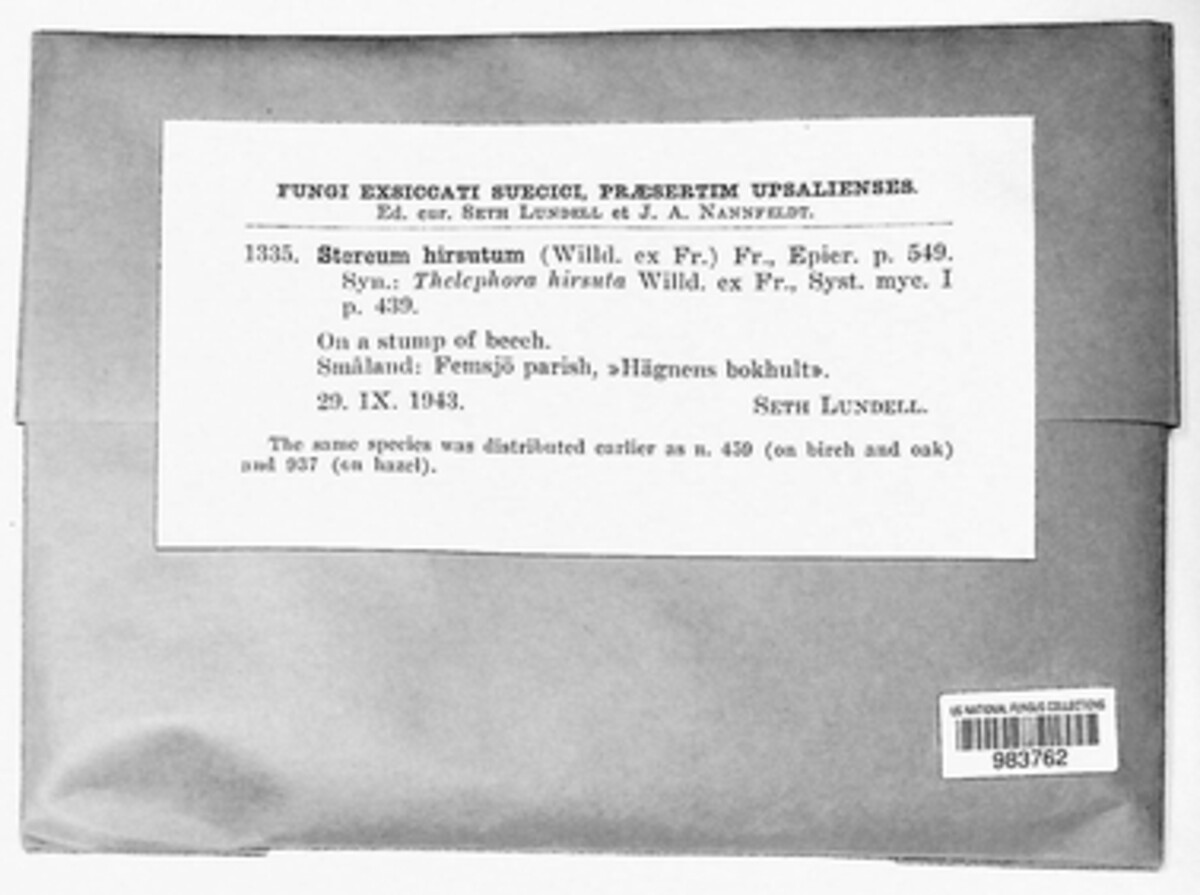 FUNGI EXSICCATI SUECICI, PRÆSERTIM UPSALIENSES.
Ed. cur. SETH LUNDELL et J. A. NANNFELDT.
1335. Stereum hirsutum (Willd. ex Fr.) Fr., Epicr. p. 549.
Syn.: Thelephora hirsuta Willd. ex Fr., Syst. myc. I
p. 439.
On a stump of beech.
Småland: Femsjö parish, »Hägnens bokhult».
29. IX. 1943. SETH LUNDELL.
The same species was distributed earlier as n. 459 (on birch and oak)
and 937 (on hazel).
US NATIONAL FUNGUS COLLECTIONS
983762